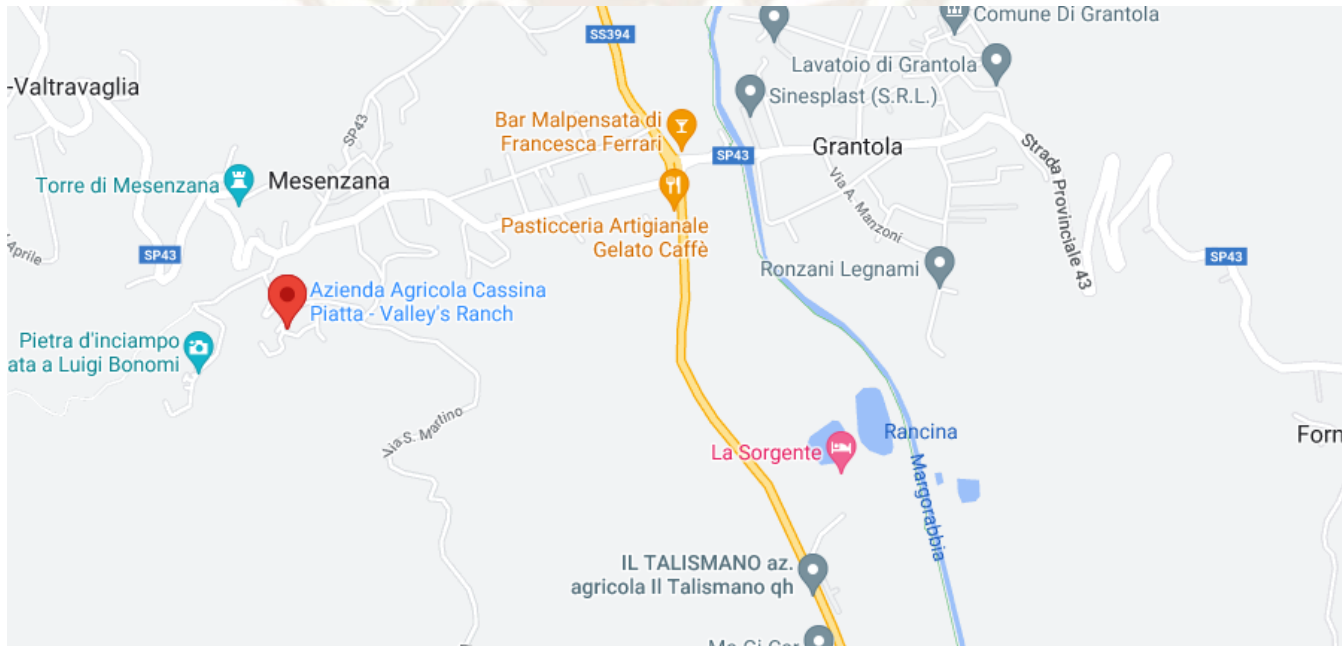 Comune Di Grantola
SS394
Lavatoio di Grantola
-Valtravaglia
Sinesplast (S.R.L.)
SP43
Bar Malpensata di
Francesca Ferrari
SP43
Grantola
Strada Provinciale 43
Torre di Mesenzana
Mesenzana
Via A. Manzoni
Pasticceria Artigianale
Gelato Caffè
Aprile
SP43
Ronzani Legnami
SP43
Azienda Agricola Cassina
Piatta - Valley's Ranch
Pietra d'inciampo
ata a Luigi Bonomi
Via S. Martino
Rancina
Forn
La Sorgente
Margorabbia
IL TALISMANO az.
agricola Il Talismano qh